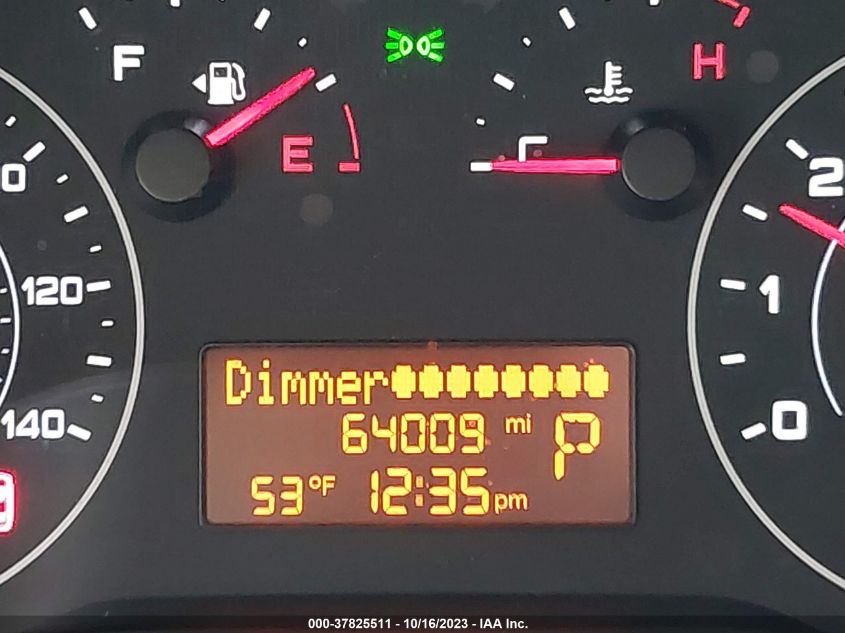 F
H
E
C
0
120
140
2
1
0
Dimmer
64009 mi P
53°F 12:35 pm
000-37825511 - 10/16/2023 - IAA Inc.